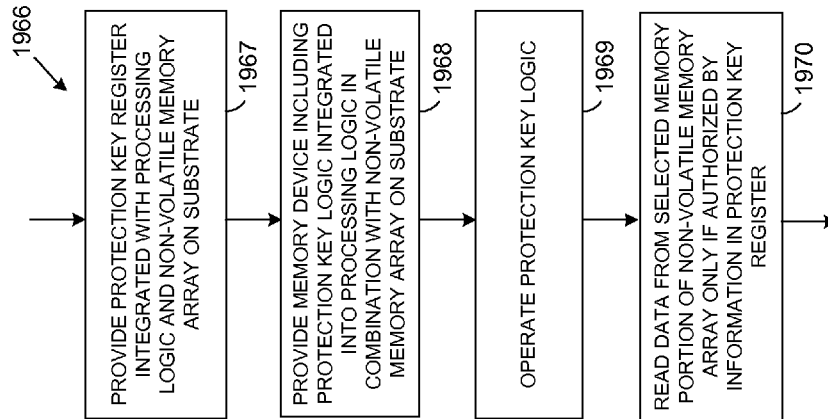 1966
PROVIDE PROTECTION KEY REGISTER
INTEGRATED WITH PROCESSING
LOGIC AND NON-VOLATILE MEMORY
ARRAY ON SUBSTRATE
1967
PROVIDE MEMORY DEVICE INCLUDING
PROTECTION KEY LOGIC INTEGRATED
INTO PROCESSING LOGIC IN
COMBINATION WITH NON-VOLATILE
MEMORY ARRAY ON SUBSTRATE
1968
OPERATE PROTECTION KEY LOGIC
1969
READ DATA FROM SELECTED MEMORY
PORTION OF NON-VOLATILE MEMORY
ARRAY ONLY IF AUTHORIZED BY
INFORMATION IN PROTECTION KEY
REGISTER
1970